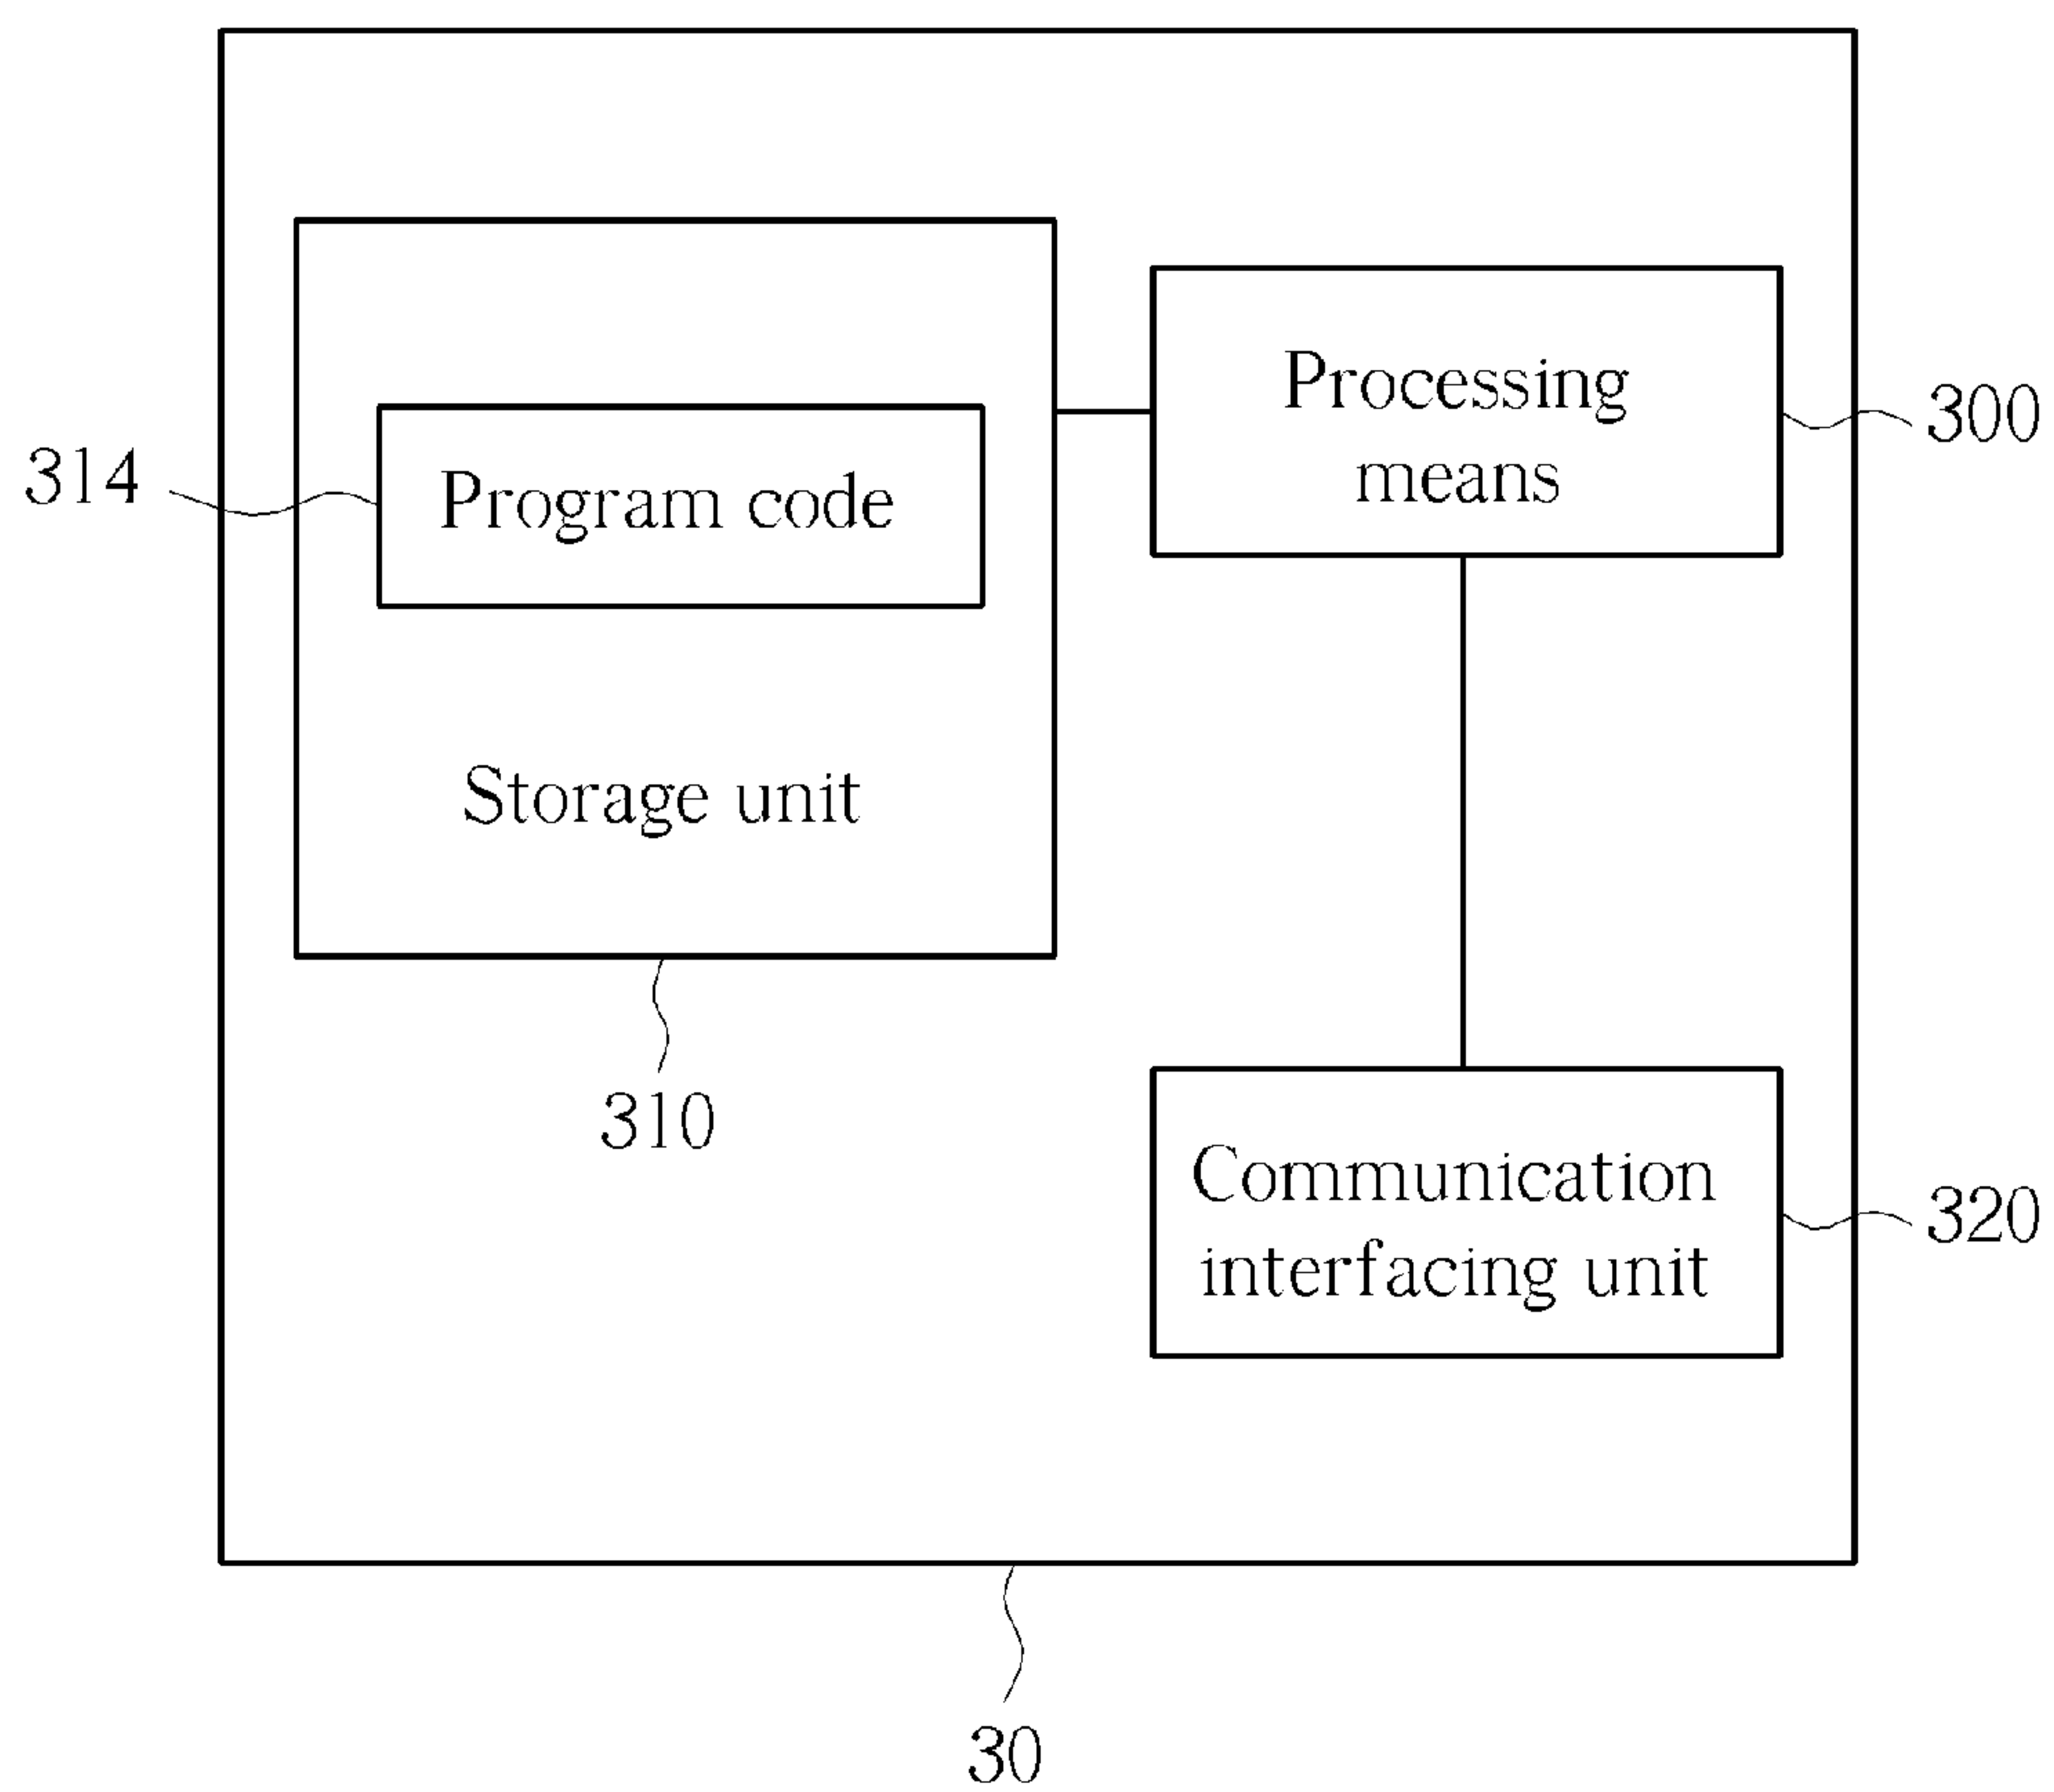 Processing
means
300
314
Program code
Storage unit
310
Communication
interfacing unit
320
30